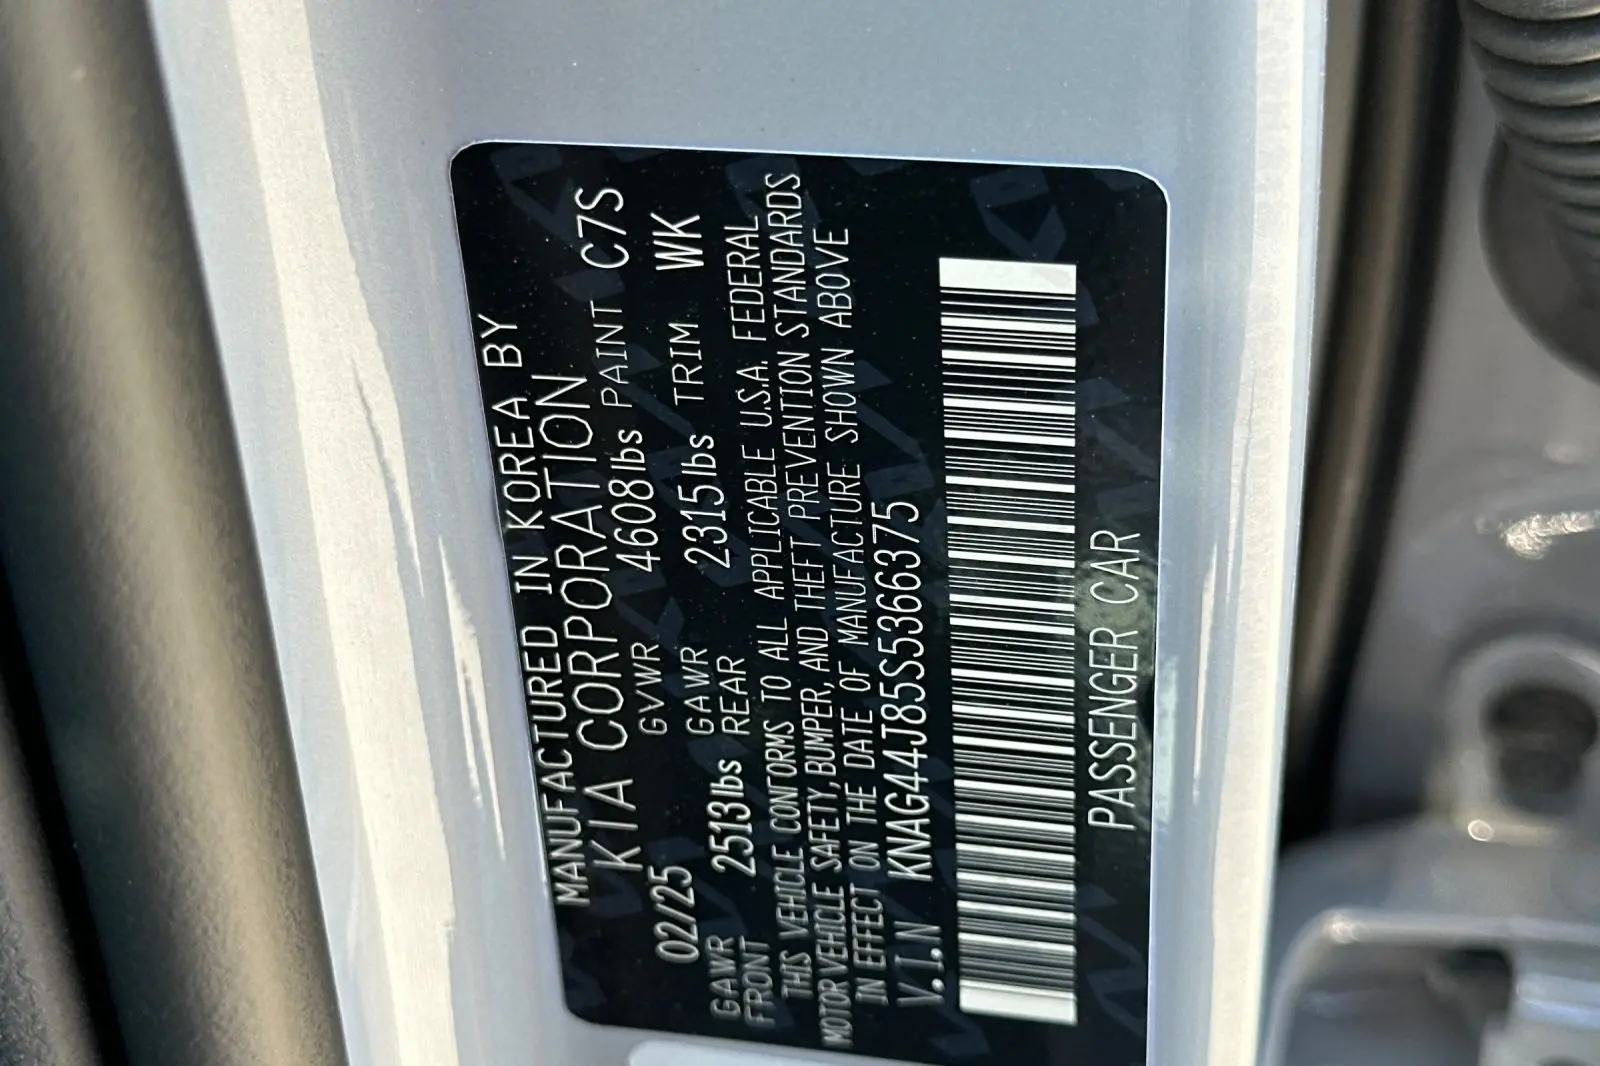 MANUFACTURED IN KOREA BY
KIA CORPORATION
02/25 GVWR 4608lbs PAINT C7S
GAWR FRONT 2513lbs GAWR REAR 2315lbs TRIM WK
THIS VEHICLE CONFORMS TO ALL APPLICABLE U.S.A. FEDERAL
MOTOR VEHICLE SAFETY, BUMPER, AND THEFT PREVENTION STANDARDS
IN EFFECT ON THE DATE OF MANUFACTURE SHOWN ABOVE
V.I.N KNAG44J85S5366375
PASSENGER CAR